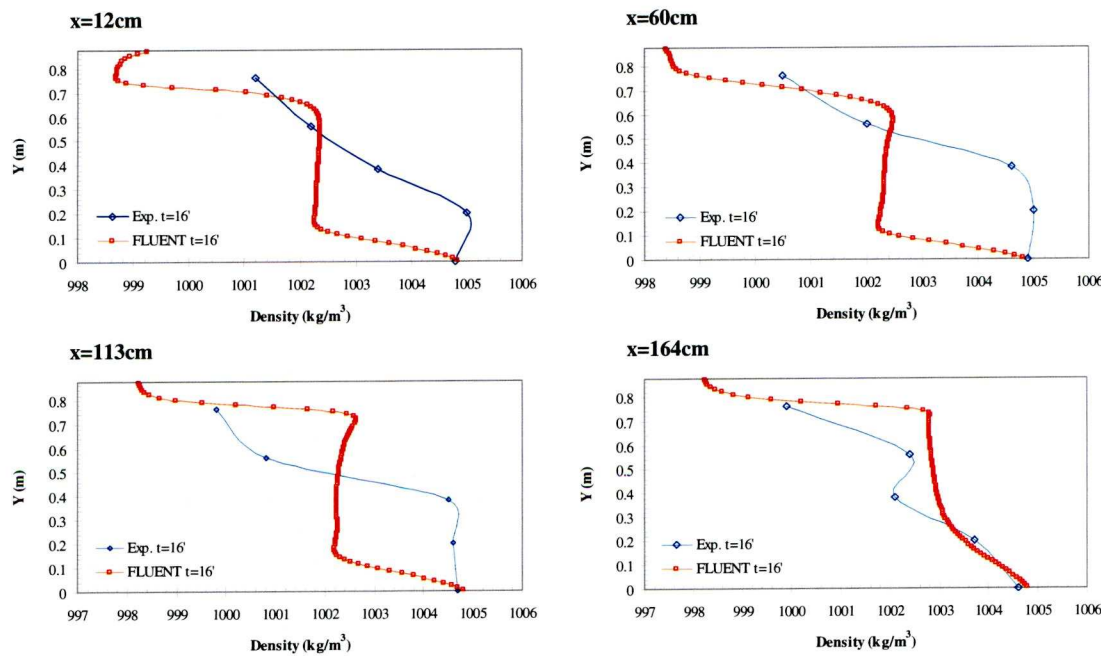 x=12cm
0.8
0.7
0.6
0.5
0.4
0.3
0.2
0.1
0
Y (m)
Exp. t=16'
FLUENT t=16'
998 999 1000 1001 1002 1003 1004 1005 1006
Density (kg/m³)
x=60cm
0.8
0.7
0.6
0.5
0.4
0.3
0.2
0.1
0
Y (m)
Exp. t=16'
FLUENT t=16'
998 999 1000 1001 1002 1003 1004 1005 1006
Density (kg/m³)
x=113cm
0.8
0.7
0.6
0.5
0.4
0.3
0.2
0.1
0
Y (m)
Exp. t=16'
FLUENT t=16'
997 998 999 1000 1001 1002 1003 1004 1005 1006
Density (kg/m³)
x=164cm
0.8
0.7
0.6
0.5
0.4
0.3
0.2
0.1
0
Y (m)
Exp. t=16'
FLUENT t=16'
997 998 999 1000 1001 1002 1003 1004 1005 1006
Density (kg/m³)